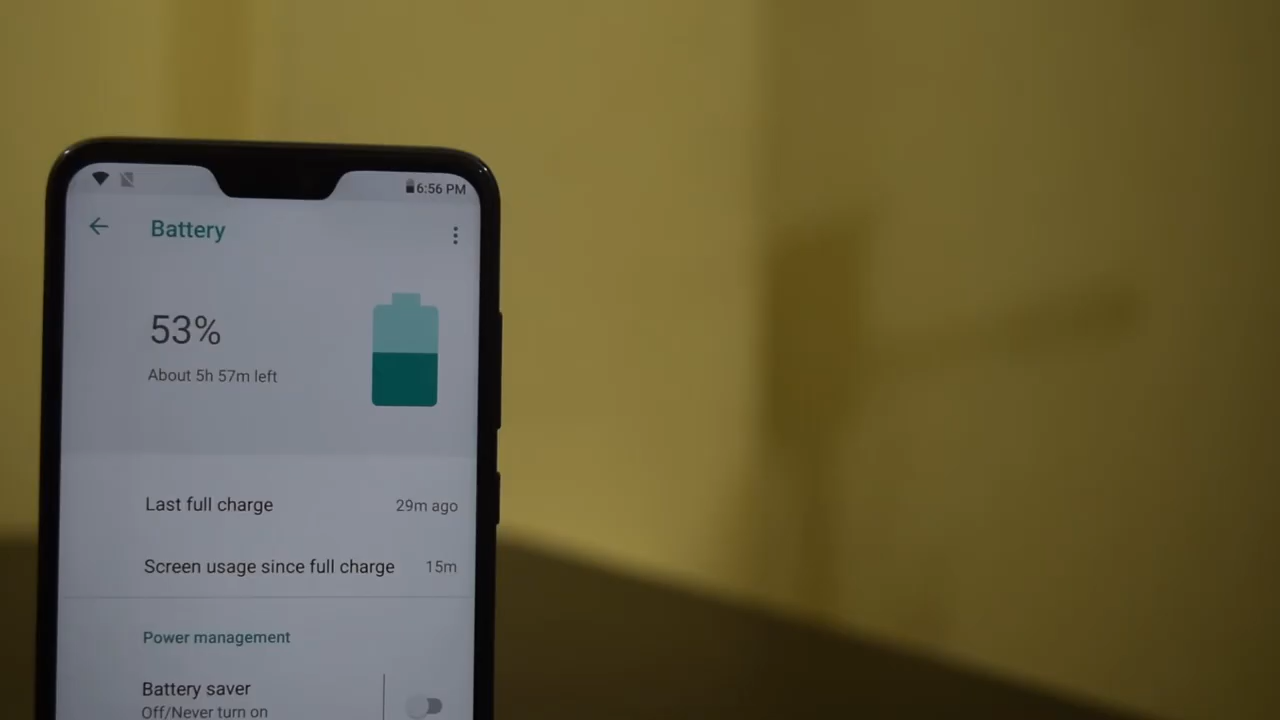 6:56 PM
Battery
53%
About 5h 57m left
Last full charge 29m ago
Screen usage since full charge 15m
Power management
Battery saver
Off/Never turn on